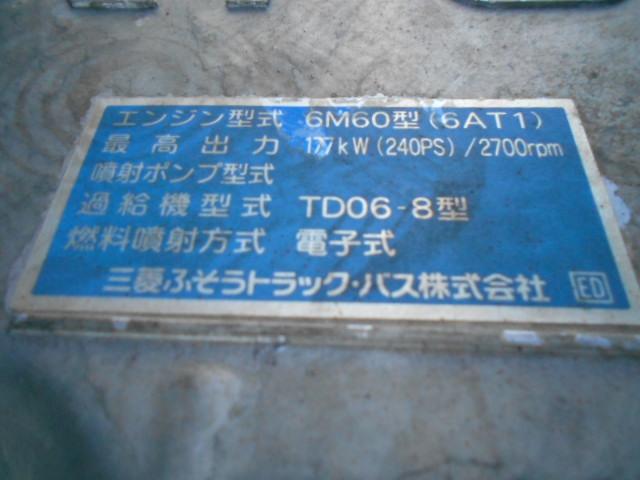 エンジン型式 6M60型(6AT1)
最高出力 177kW(240PS)/2700rpm
噴射ポンプ型式
過給機型式 TD06-8型
燃料噴射方式 電子式
三菱ふそうトラック・バス株式会社 ED